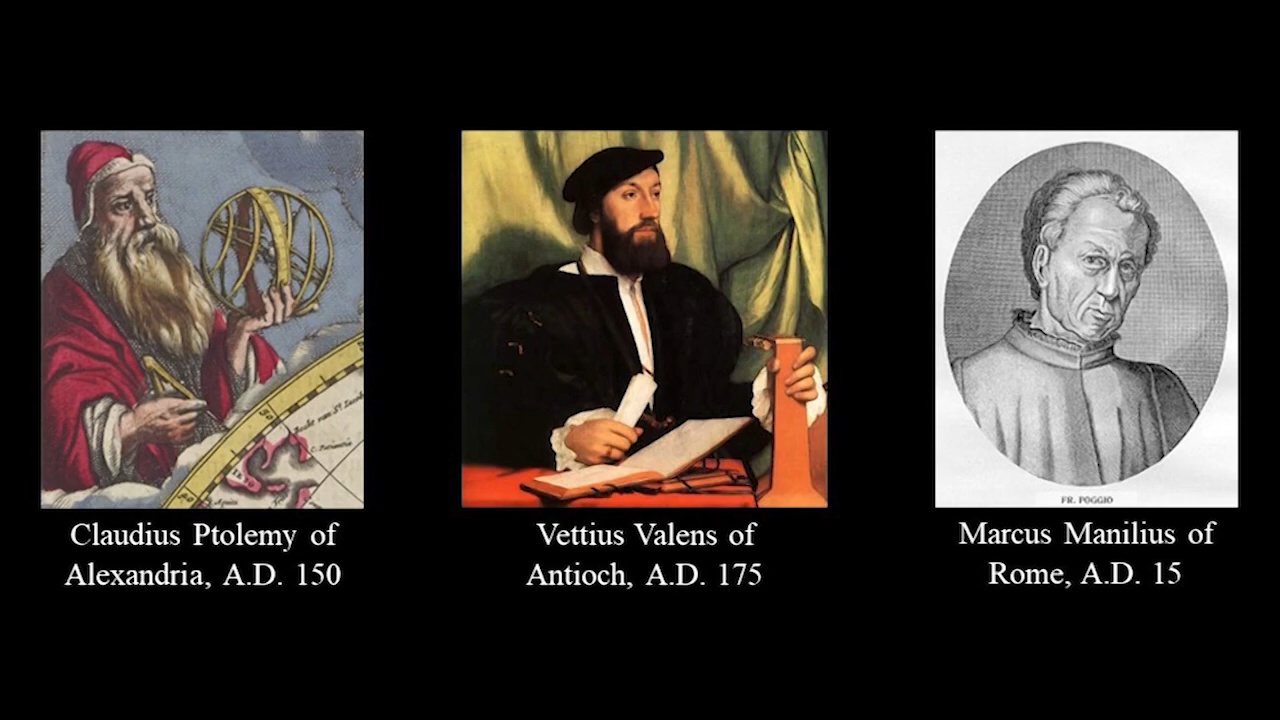 Claudius Ptolemy of
Alexandria, A.D. 150
Vettius Valens of
Antioch, A.D. 175
FR. POGGIO
Marcus Manilius of
Rome, A.D. 15